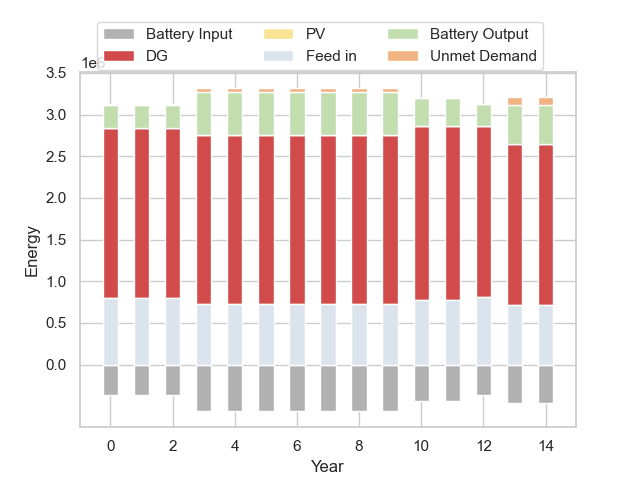 Battery Input PV Battery Output
DG Feed in Unmet Demand
1e6
3.5
3.0
2.5
2.0
1.5
1.0
0.5
0.0
Energy
0 2 4 6 8 10 12 14
Year